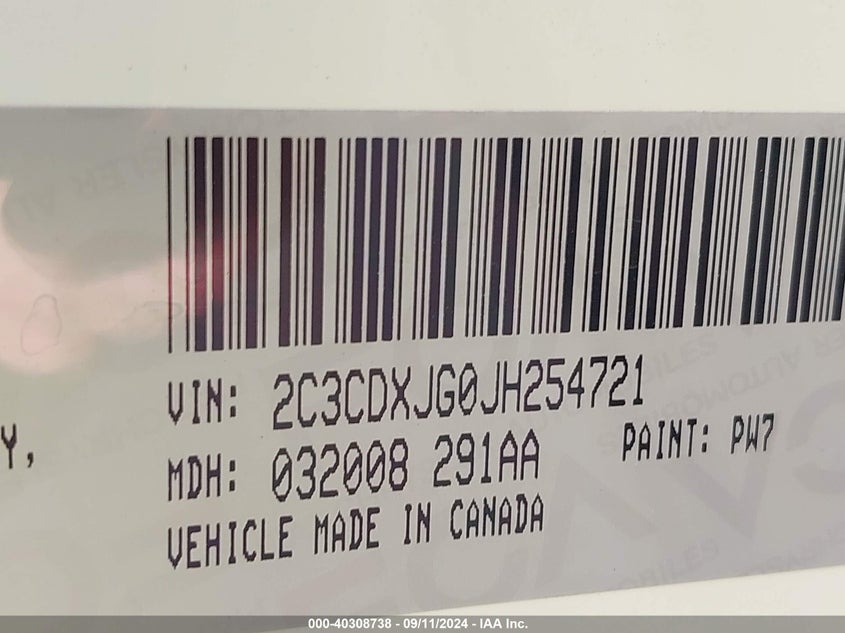 VIN: 2C3CDXJG0JH254721
Y,
MDH: 032008 291AA PAINT: PW7
VEHICLE MADE IN CANADA
000-40308738 - 09/11/2024 - IAA Inc.